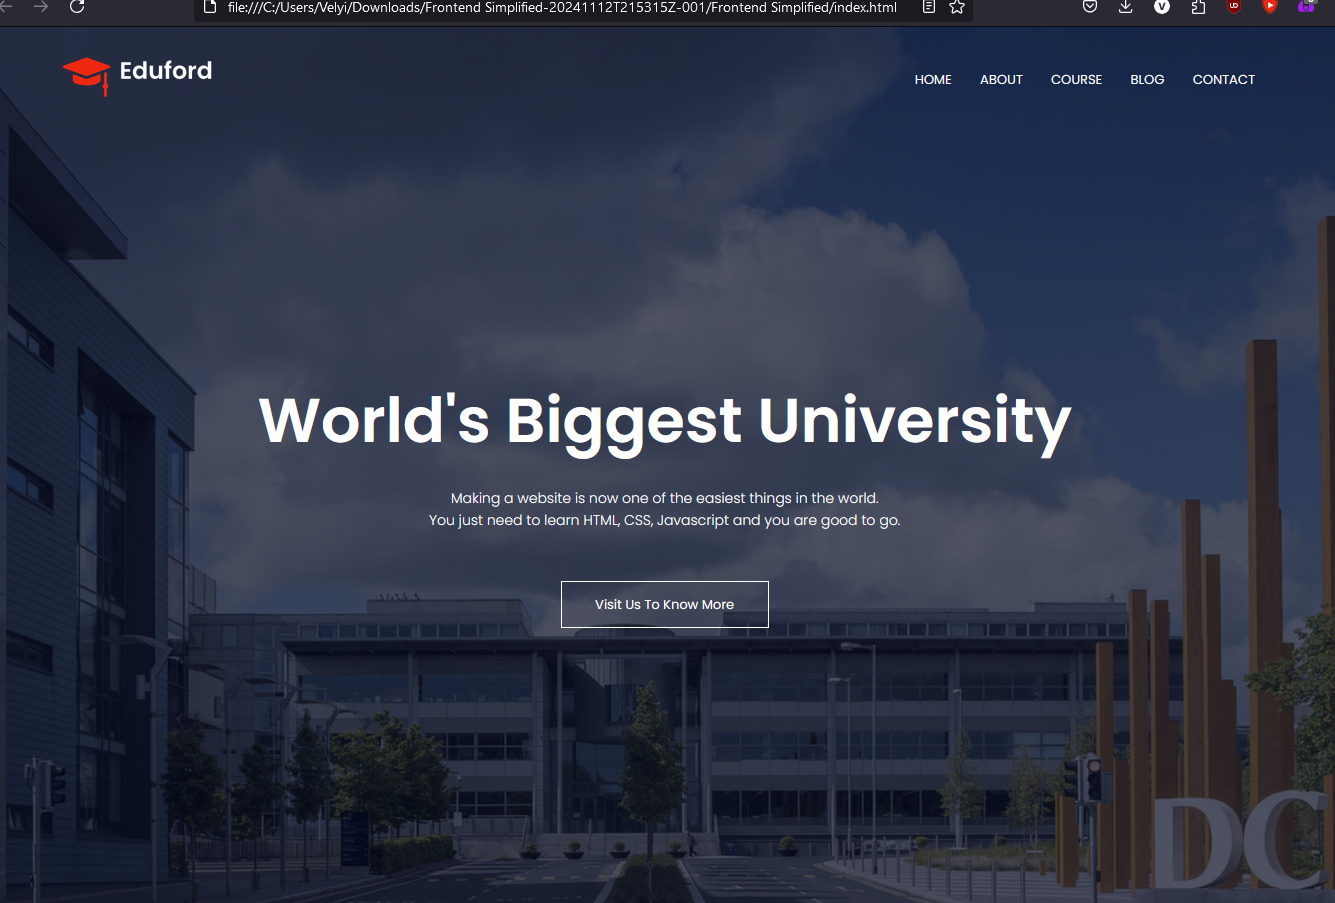 file:///C:/Users/Velyi/Downloads/Frontend Simplified-20241112T215315Z-001/Frontend Simplified/index.html
V
UD
Eduford
HOME ABOUT COURSE BLOG CONTACT
World's Biggest University
Making a website is now one of the easiest things in the world.
You just need to learn HTML, CSS, Javascript and you are good to go.
Visit Us To Know More
DC